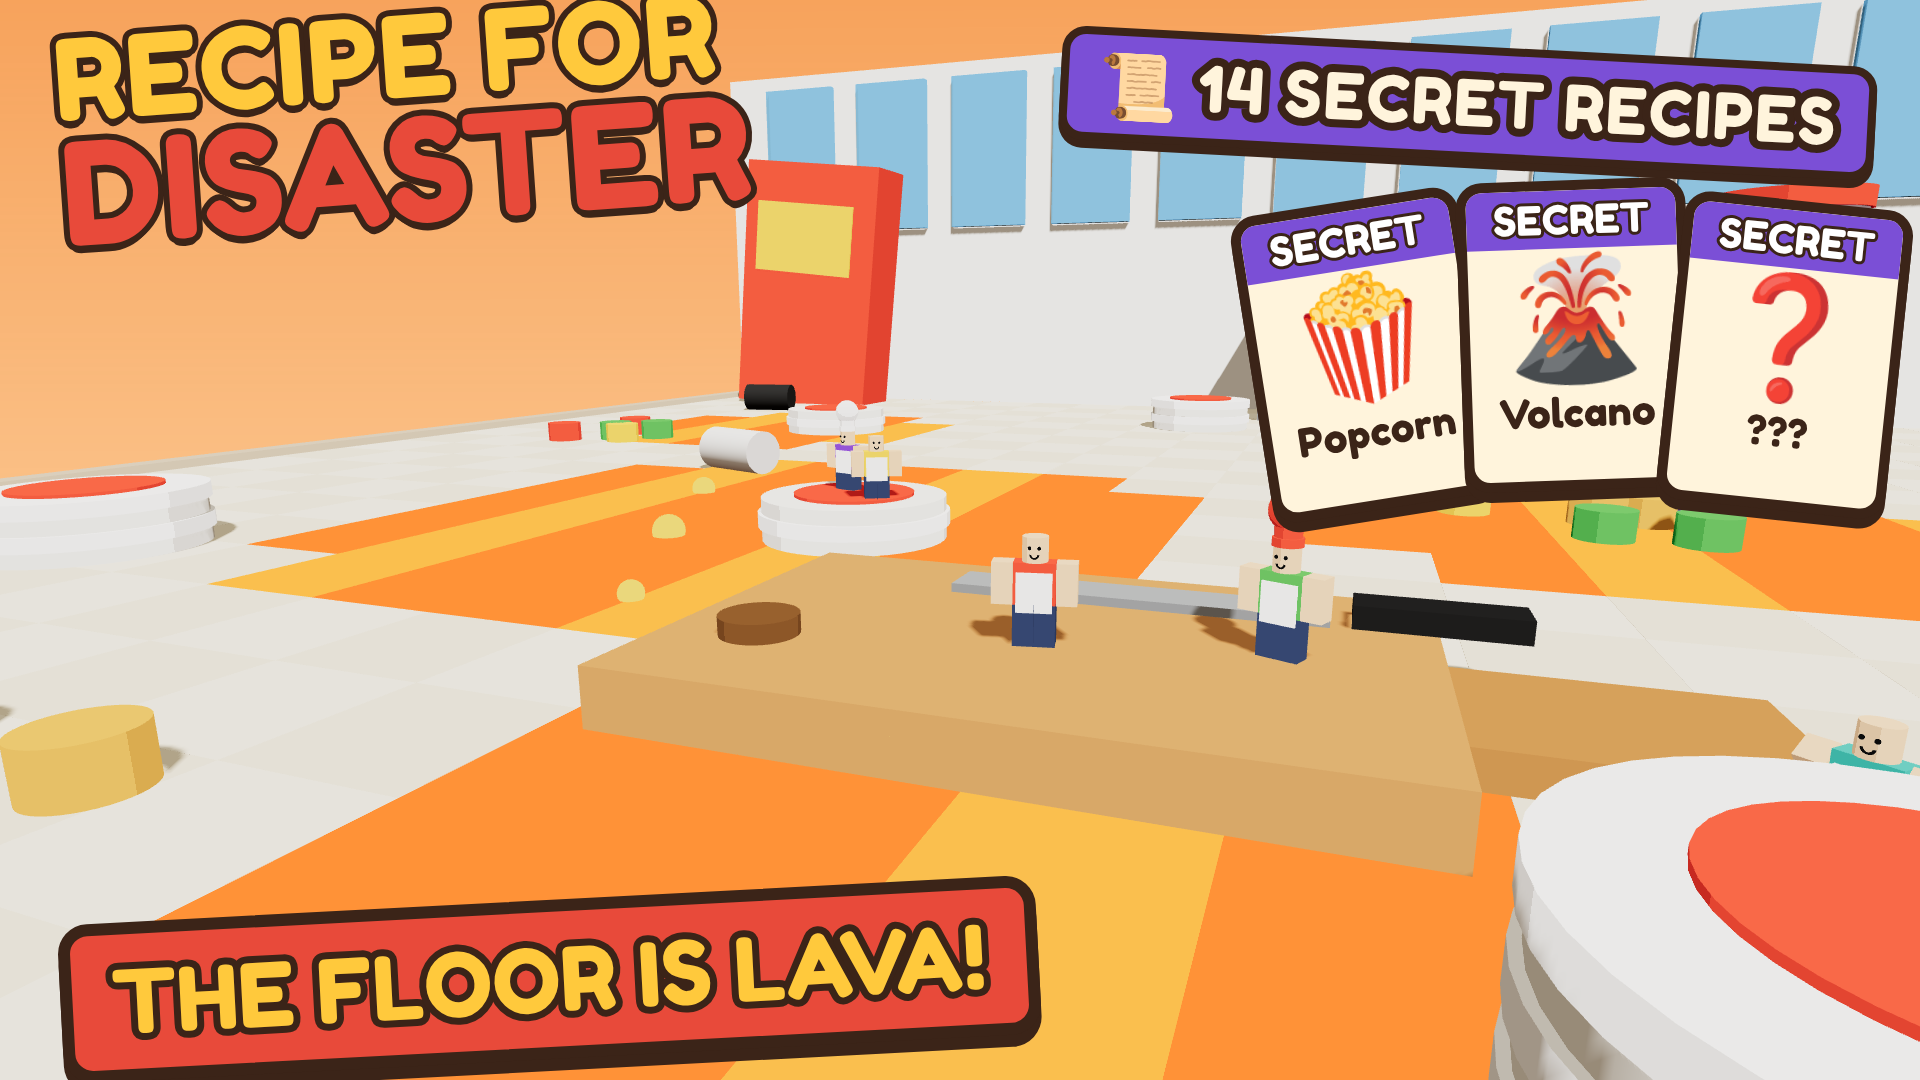 RECIPE FOR
DISASTER
14 SECRET RECIPES
SECRET
Popcorn
SECRET
Volcano
SECRET
???
THE FLOOR IS LAVA!